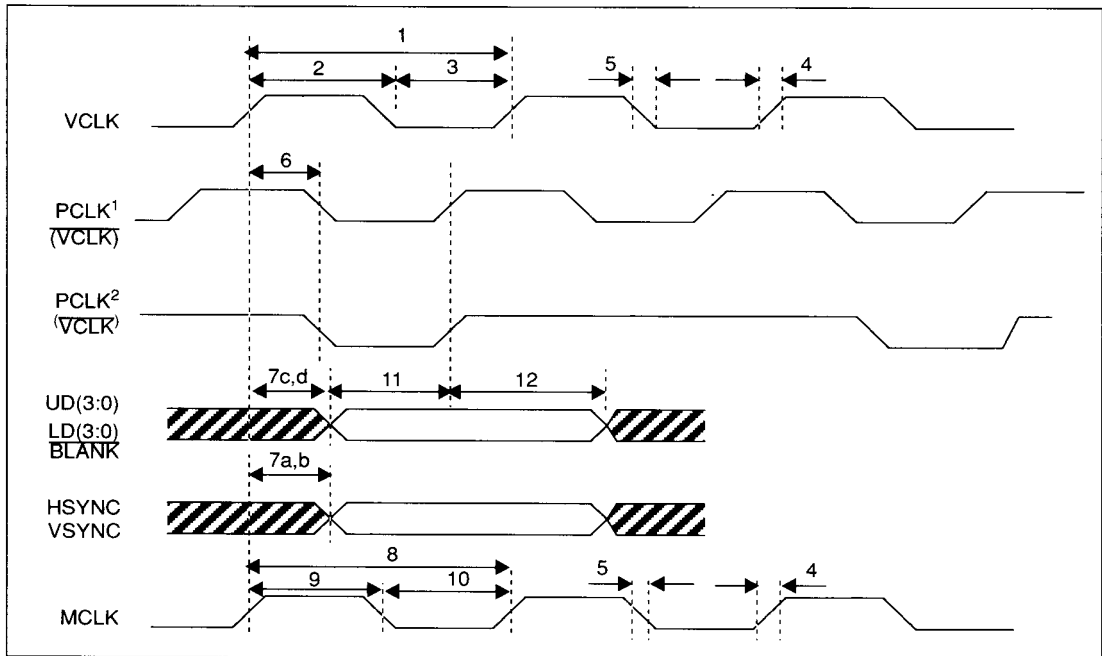 1
2 3 5 4
VCLK
6
PCLK¹
(VCLK)
PCLK²
(VCLK)
7c,d 11 12
UD(3:0)
LD(3:0)
BLANK
7a,b
HSYNC
VSYNC
8
9 10 5 4
MCLK